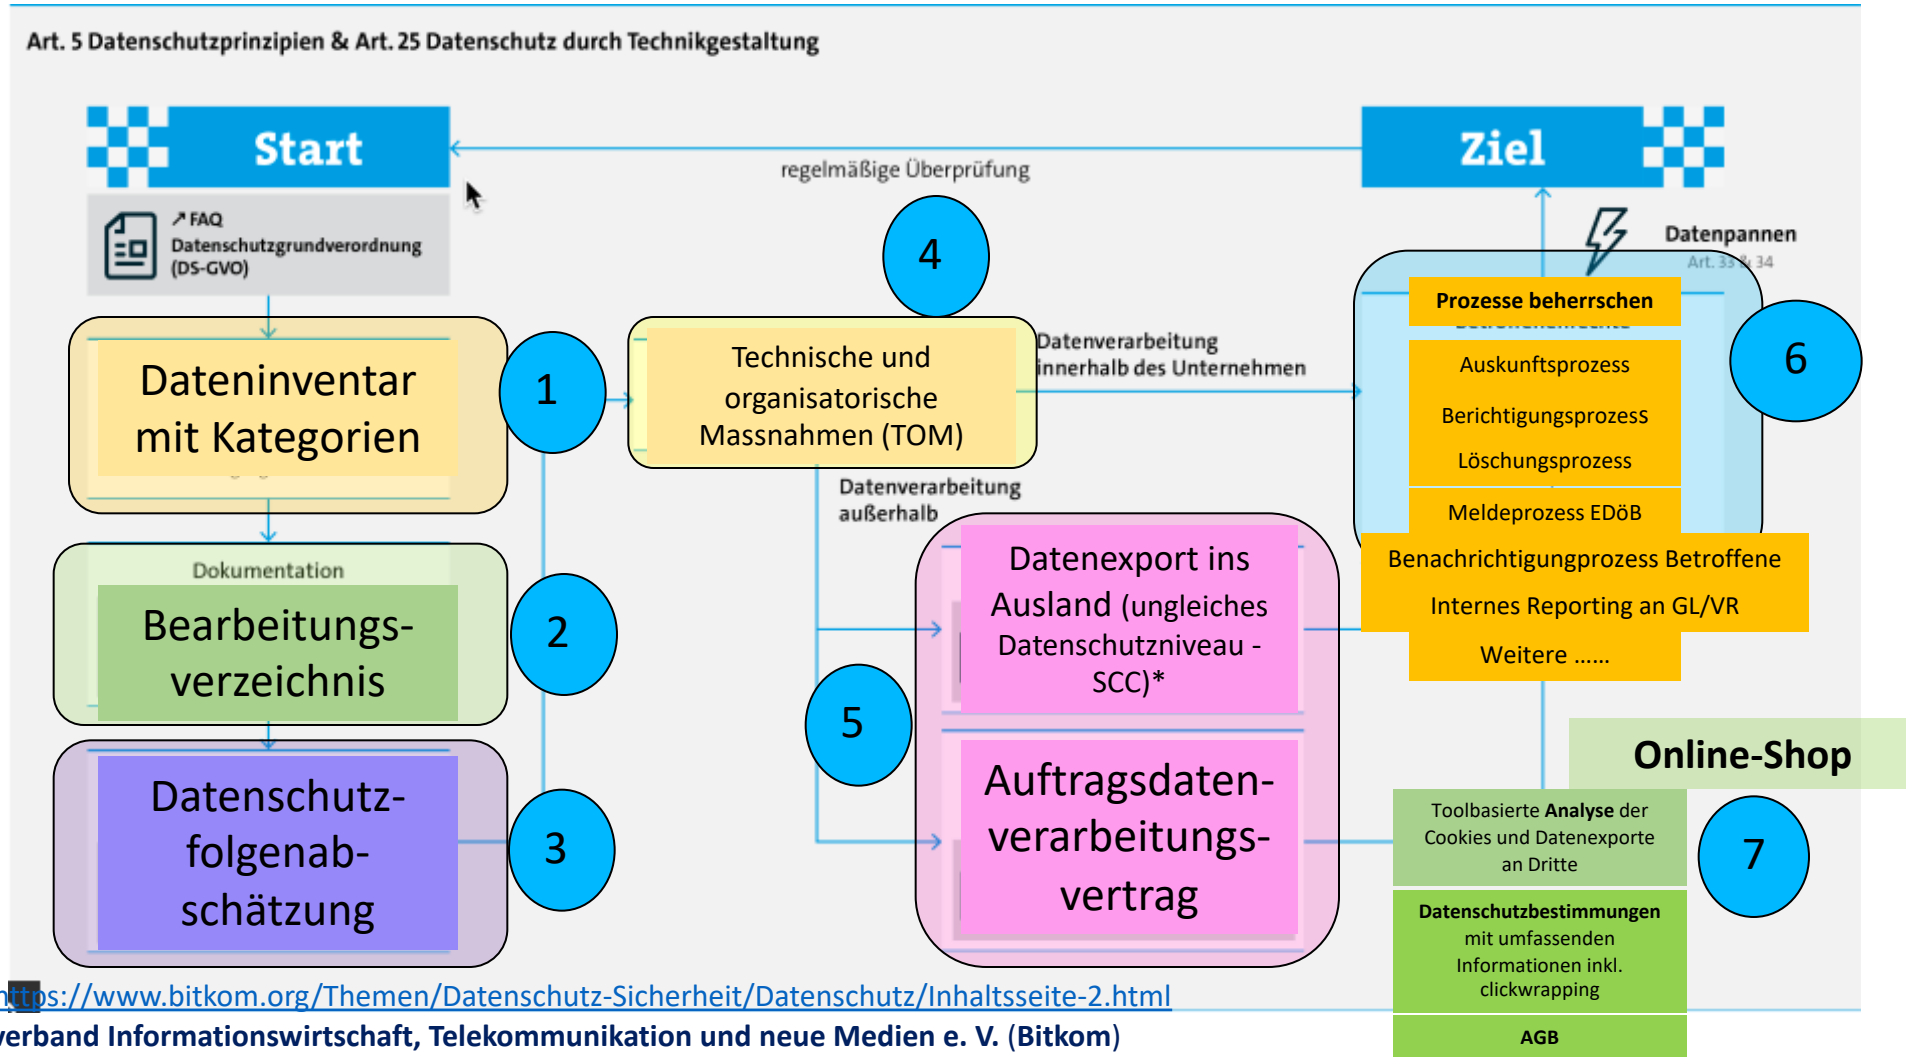 Art. 5 Datenschutzprinzipien & Art. 25 Datenschutz durch Technikgestaltung
Start
Ziel
regelmäßige Überprüfung
↗ FAQ
Datenschutzgrundverordnung
(DS-GVO)
Datenpannen
Art. 33 & 34
4
Dateninventar
mit Kategorien
1
Technische und
organisatorische
Massnahmen (TOM)
Datenverarbeitung
innerhalb des Unternehmen
Datenverarbeitung
außerhalb
Prozesse beherrschen
Auskunftsprozess
Berichtigungsprozess
Löschungsprozess
Meldeprozess EDöB
Benachrichtigungprozess Betroffene
Internes Reporting an GL/VR
Weitere ......
6
Dokumentation
Bearbeitungs-
verzeichnis
2
Datenschutz-
folgenab-
schätzung
3
5
Datenexport ins
Ausland (ungleiches
Datenschutzniveau -
SCC)*
Auftragsdaten-
verarbeitungs-
vertrag
Online-Shop
Toolbasierte Analyse der
Cookies und Datenexporte
an Dritte
7
Datenschutzbestimmungen
mit umfassenden
Informationen inkl.
clickwrapping
AGB
https://www.bitkom.org/Themen/Datenschutz-Sicherheit/Datenschutz/Inhaltsseite-2.html
verband Informationswirtschaft, Telekommunikation und neue Medien e. V. (Bitkom)